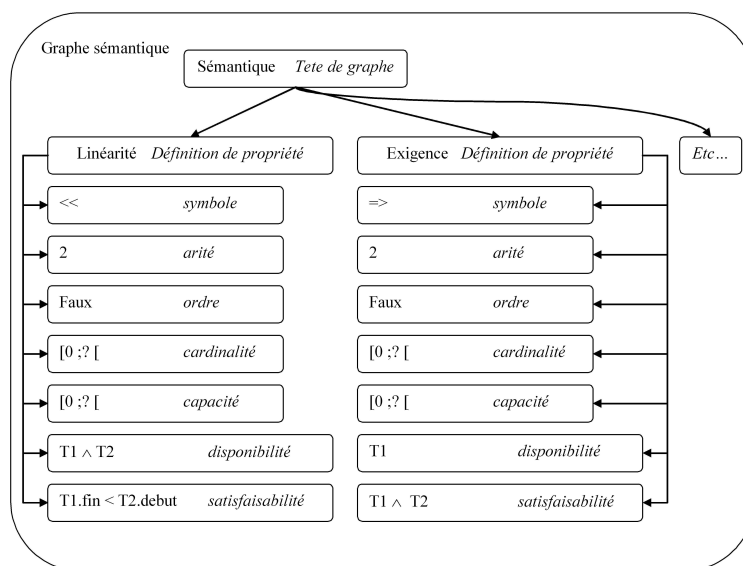 Graphe sémantique
Sémantique Tete de graphe
Linéarité Définition de propriété
Exigence Définition de propriété
Etc…
<< symbole
=> symbole
2 arité
2 arité
Faux ordre
Faux ordre
[0 ;? [ cardinalité
[0 ;? [ cardinalité
[0 ;? [ capacité
[0 ;? [ capacité
T1 ∧ T2 disponibilité
T1 disponibilité
T1.fin < T2.debut satisfaisabilité
T1 ∧ T2 satisfaisabilité